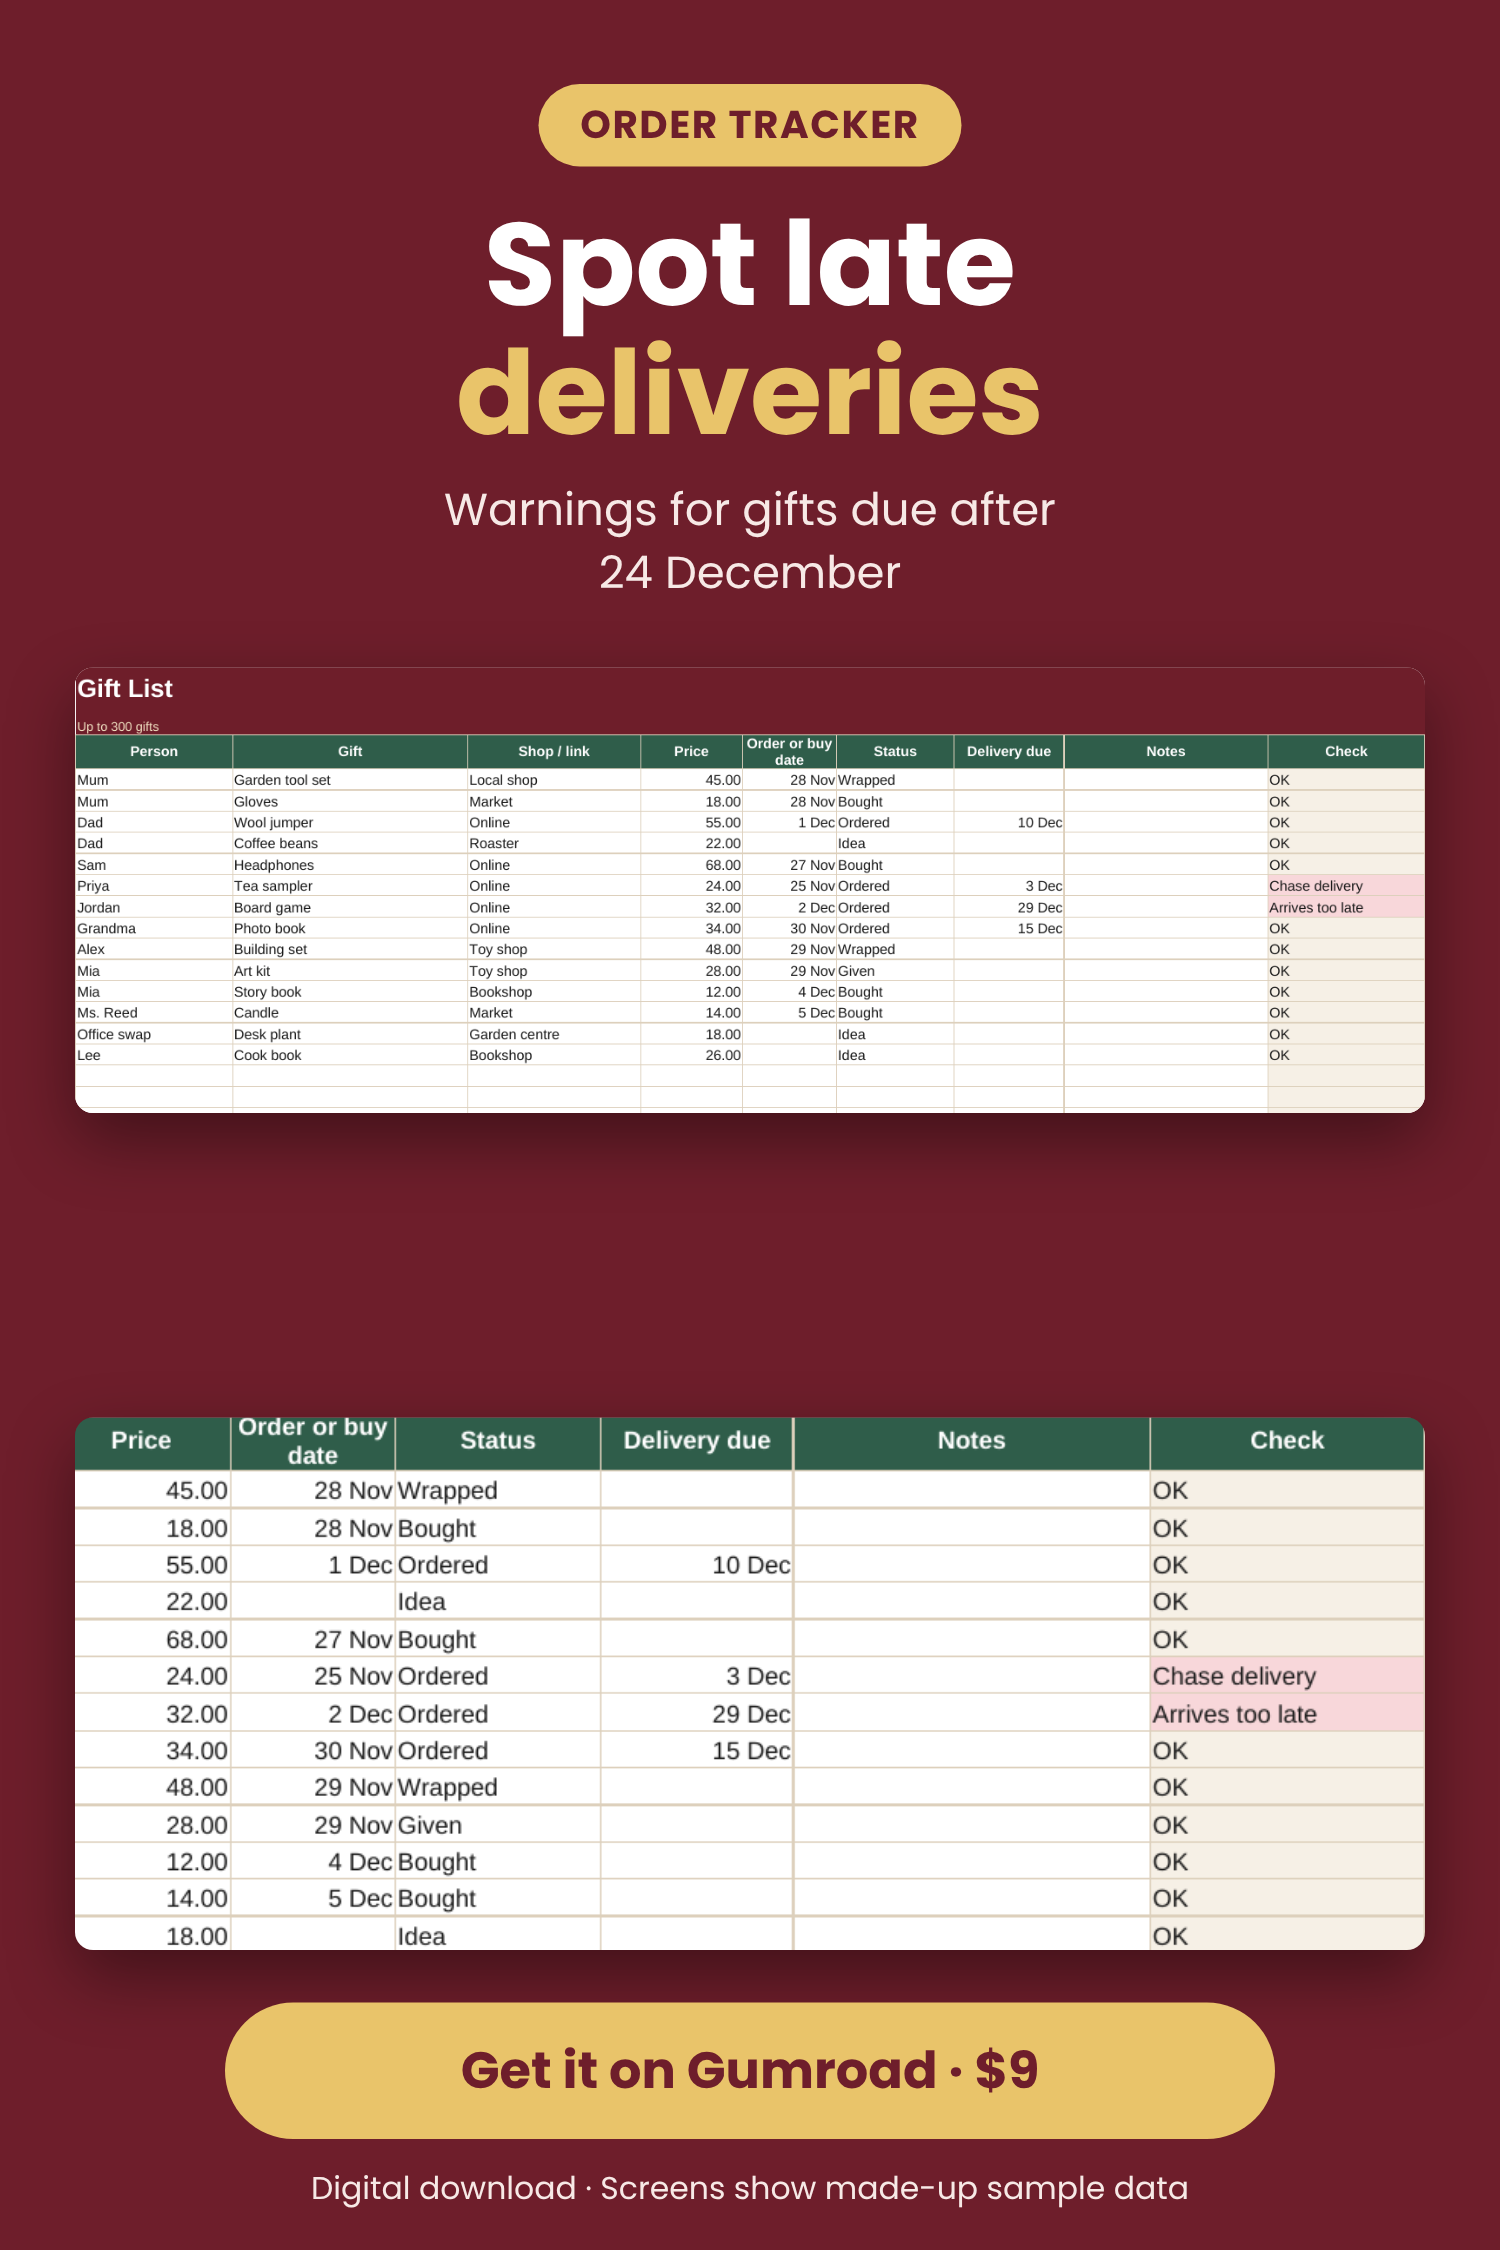 ORDER TRACKER
Spot late
deliveries
Warnings for gifts due after
24 December
Gift List
Up to 300 gifts
Person Gift Shop / link Price Order or buy date Status Delivery due Notes Check
Mum Garden tool set Local shop 45.00 28 Nov Wrapped OK
Mum Gloves Market 18.00 28 Nov Bought OK
Dad Wool jumper Online 55.00 1 Dec Ordered 10 Dec OK
Dad Coffee beans Roaster 22.00 Idea OK
Sam Headphones Online 68.00 27 Nov Bought OK
Priya Tea sampler Online 24.00 25 Nov Ordered 3 Dec Chase delivery
Jordan Board game Online 32.00 2 Dec Ordered 29 Dec Arrives too late
Grandma Photo book Online 34.00 30 Nov Ordered 15 Dec OK
Alex Building set Toy shop 48.00 29 Nov Wrapped OK
Mia Art kit Toy shop 28.00 29 Nov Given OK
Mia Story book Bookshop 12.00 4 Dec Bought OK
Ms. Reed Candle Market 14.00 5 Dec Bought OK
Office swap Desk plant Garden centre 18.00 Idea OK
Lee Cook book Bookshop 26.00 Idea OK
Price Order or buy date Status Delivery due Notes Check
45.00 28 Nov Wrapped OK
18.00 28 Nov Bought OK
55.00 1 Dec Ordered 10 Dec OK
22.00 Idea OK
68.00 27 Nov Bought OK
24.00 25 Nov Ordered 3 Dec Chase delivery
32.00 2 Dec Ordered 29 Dec Arrives too late
34.00 30 Nov Ordered 15 Dec OK
48.00 29 Nov Wrapped OK
28.00 29 Nov Given OK
12.00 4 Dec Bought OK
14.00 5 Dec Bought OK
18.00 Idea OK
Get it on Gumroad · $9
Digital download · Screens show made-up sample data